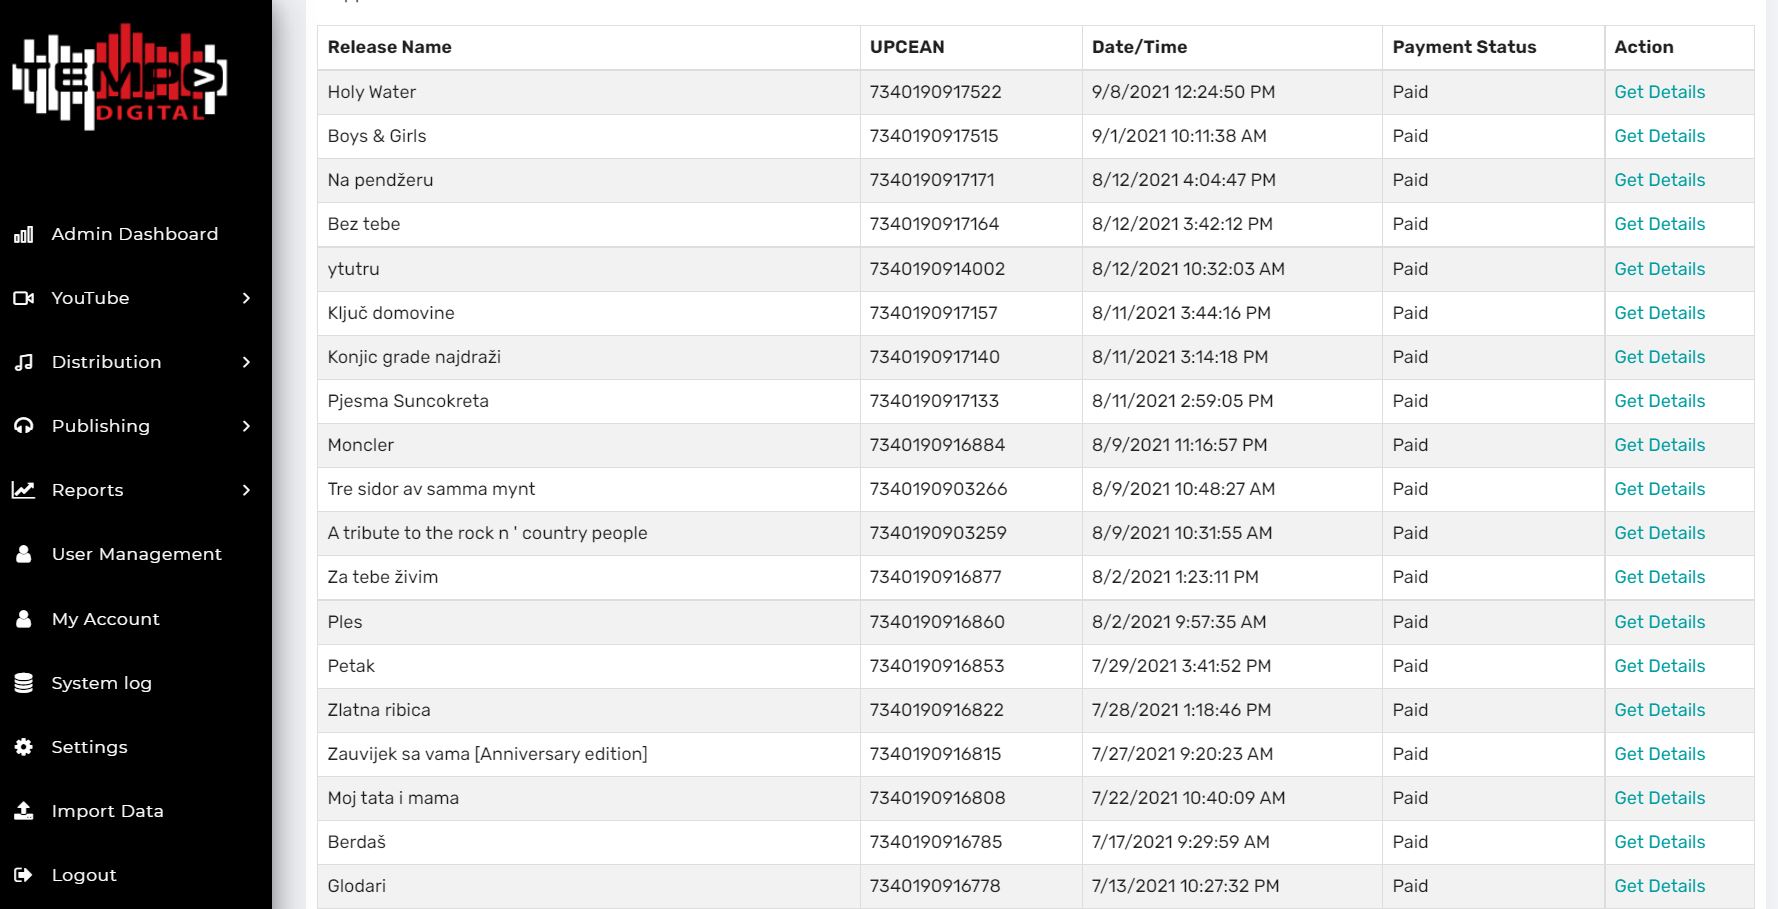 TEMPO
DIGITAL
Admin Dashboard
YouTube
Distribution
Publishing
Reports
User Management
My Account
System log
Settings
Import Data
Logout
Release Name UPCEAN Date/Time Payment Status Action
Holy Water 7340190917522 9/8/2021 12:24:50 PM Paid Get Details
Boys & Girls 7340190917515 9/1/2021 10:11:38 AM Paid Get Details
Na pendžeru 7340190917171 8/12/2021 4:04:47 PM Paid Get Details
Bez tebe 7340190917164 8/12/2021 3:42:12 PM Paid Get Details
ytutru 7340190914002 8/12/2021 10:32:03 AM Paid Get Details
Ključ domovine 7340190917157 8/11/2021 3:44:16 PM Paid Get Details
Konjic grade najdraži 7340190917140 8/11/2021 3:14:18 PM Paid Get Details
Pjesma Suncokreta 7340190917133 8/11/2021 2:59:05 PM Paid Get Details
Moncler 7340190916884 8/9/2021 11:16:57 PM Paid Get Details
Tre sidor av samma mynt 7340190903266 8/9/2021 10:48:27 AM Paid Get Details
A tribute to the rock n ' country people 7340190903259 8/9/2021 10:31:55 AM Paid Get Details
Za tebe živim 7340190916877 8/2/2021 1:23:11 PM Paid Get Details
Ples 7340190916860 8/2/2021 9:57:35 AM Paid Get Details
Petak 7340190916853 7/29/2021 3:41:52 PM Paid Get Details
Zlatna ribica 7340190916822 7/28/2021 1:18:46 PM Paid Get Details
Zauvijek sa vama [Anniversary edition] 7340190916815 7/27/2021 9:20:23 AM Paid Get Details
Moj tata i mama 7340190916808 7/22/2021 10:40:09 AM Paid Get Details
Berdaš 7340190916785 7/17/2021 9:29:59 AM Paid Get Details
Glodari 7340190916778 7/13/2021 10:27:32 PM Paid Get Details